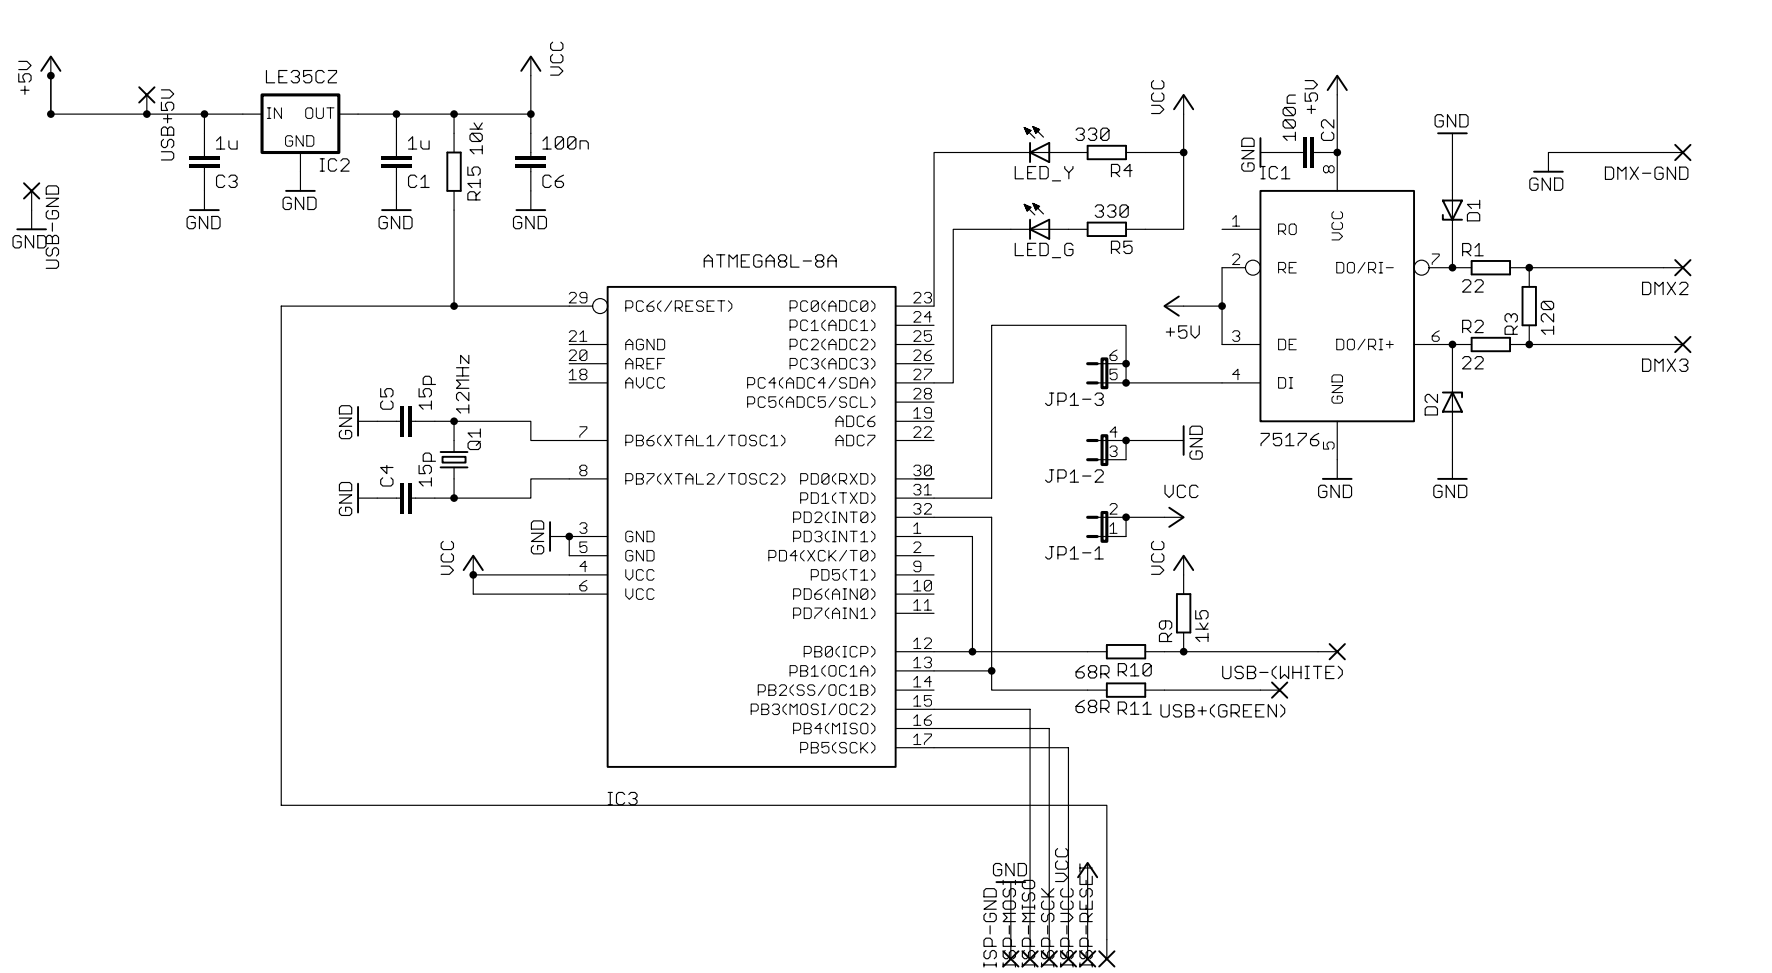 +5V
USB+5V
USB-GND
GND
LE35CZ
IN OUT
GND
IC2
1u
C3
GND
GND
1u
C1
GND
R15 10k
VCC
100n
C6
GND
ATMEGA8L-8A
29 PC6(/RESET)
21 AGND
20 AREF
18 AVCC
7 PB6(XTAL1/TOSC1)
8 PB7(XTAL2/TOSC2)
3 GND
5 GND
4 VCC
6 VCC
PC0(ADC0) 23
PC1(ADC1) 24
PC2(ADC2) 25
PC3(ADC3) 26
PC4(ADC4/SDA) 27
PC5(ADC5/SCL) 28
ADC6 19
ADC7 22
PD0(RXD) 30
PD1(TXD) 31
PD2(INT0) 32
PD3(INT1) 1
PD4(XCK/T0) 2
PD5(T1) 9
PD6(AIN0) 10
PD7(AIN1) 11
PB0(ICP) 12
PB1(OC1A) 13
PB2(SS/OC1B) 14
PB3(MOSI/OC2) 15
PB4(MISO) 16
PB5(SCK) 17
IC3
GND
C5
15p
12MHz
Q1
GND
C4
15p
GND
VCC
LED_Y
330
R4
VCC
LED_G
330
R5
6
5
JP1-3
4
3
JP1-2
GND
2
1
JP1-1
VCC
VCC
R9
1k5
68R R10
USB-(WHITE)
68R R11
USB+(GREEN)
GND
100n
C2
+5V
IC1
8
1 RO
2 RE
3 DE
4 DI
VCC
DO/RI- 7
DO/RI+ 6
GND
75176
5
GND
+5V
GND
D1
D2
GND
R1
22
R2
22
R3
120
GND
DMX-GND
DMX2
DMX3
GND
VCC
ISP-GND
ISP-MOSI
ISP-MISO
ISP-SCK
ISP-VCC
ISP-RESET